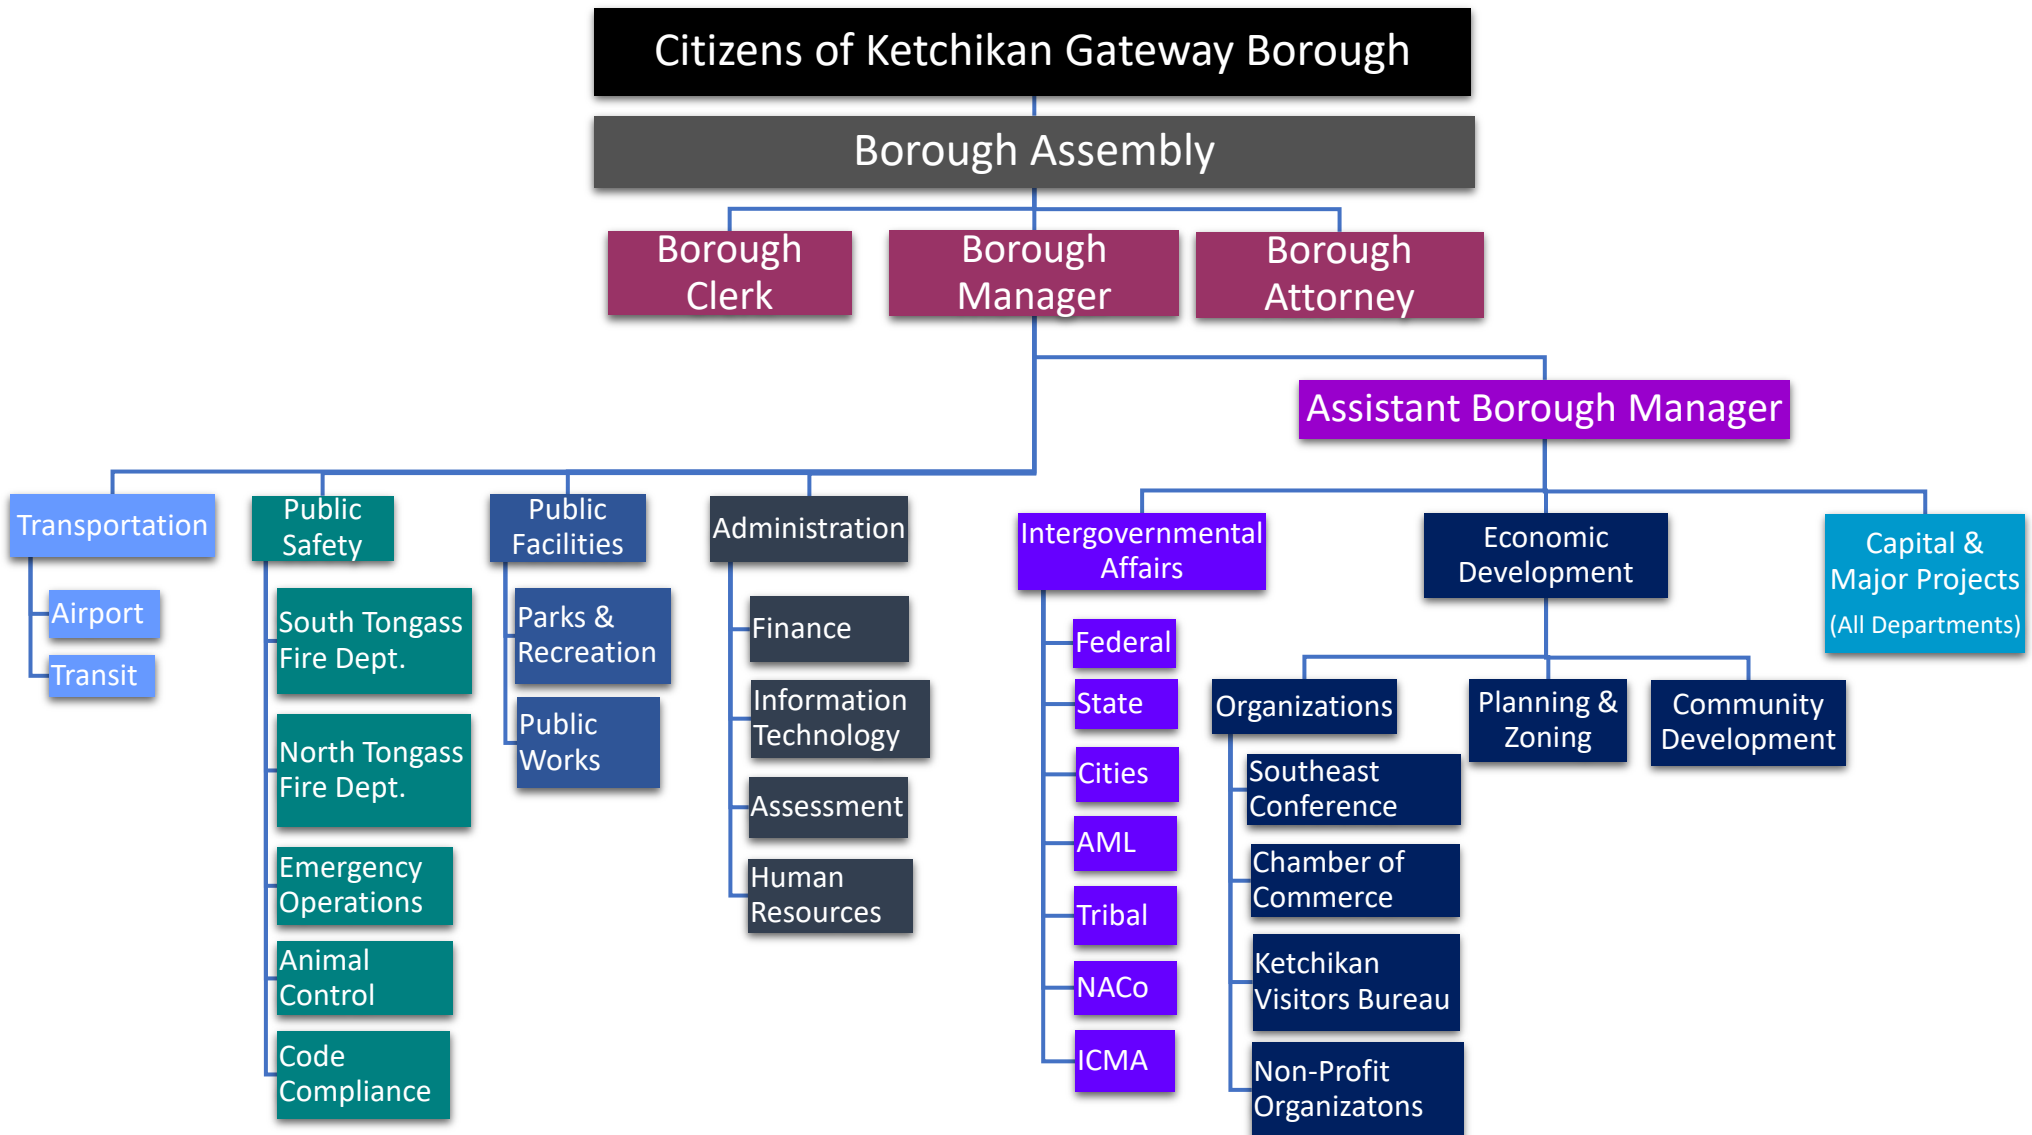 Citizens of Ketchikan Gateway Borough
Borough Assembly
Borough
Clerk
Borough
Manager
Borough
Attorney
Assistant Borough Manager
Transportation
Airport
Transit
Public
Safety
South Tongass
Fire Dept.
North Tongass
Fire Dept.
Emergency
Operations
Animal
Control
Code
Compliance
Public
Facilities
Parks &
Recreation
Public
Works
Administration
Finance
Information
Technology
Assessment
Human
Resources
Intergovernmental
Affairs
Federal
State
Cities
AML
Tribal
NACo
ICMA
Economic
Development
Organizations
Southeast
Conference
Chamber of
Commerce
Ketchikan
Visitors Bureau
Non-Profit
Organizatons
Planning &
Zoning
Community
Development
Capital &
Major Projects
(All Departments)